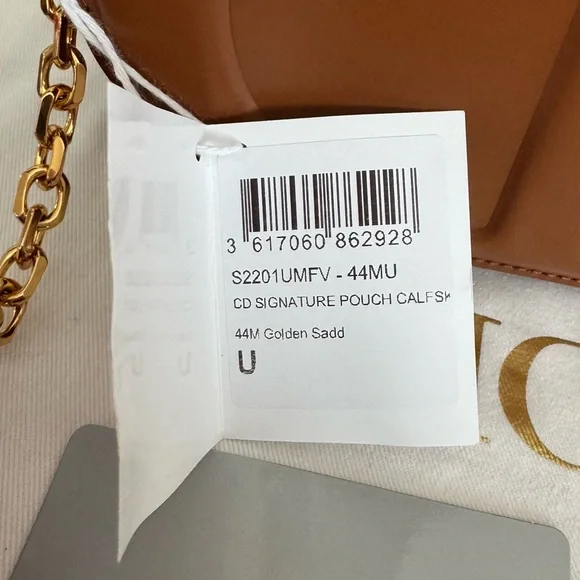 3 617060 862928
S2201UMFV - 44MU
CD SIGNATURE POUCH CALFSK
44M Golden Sadd
U